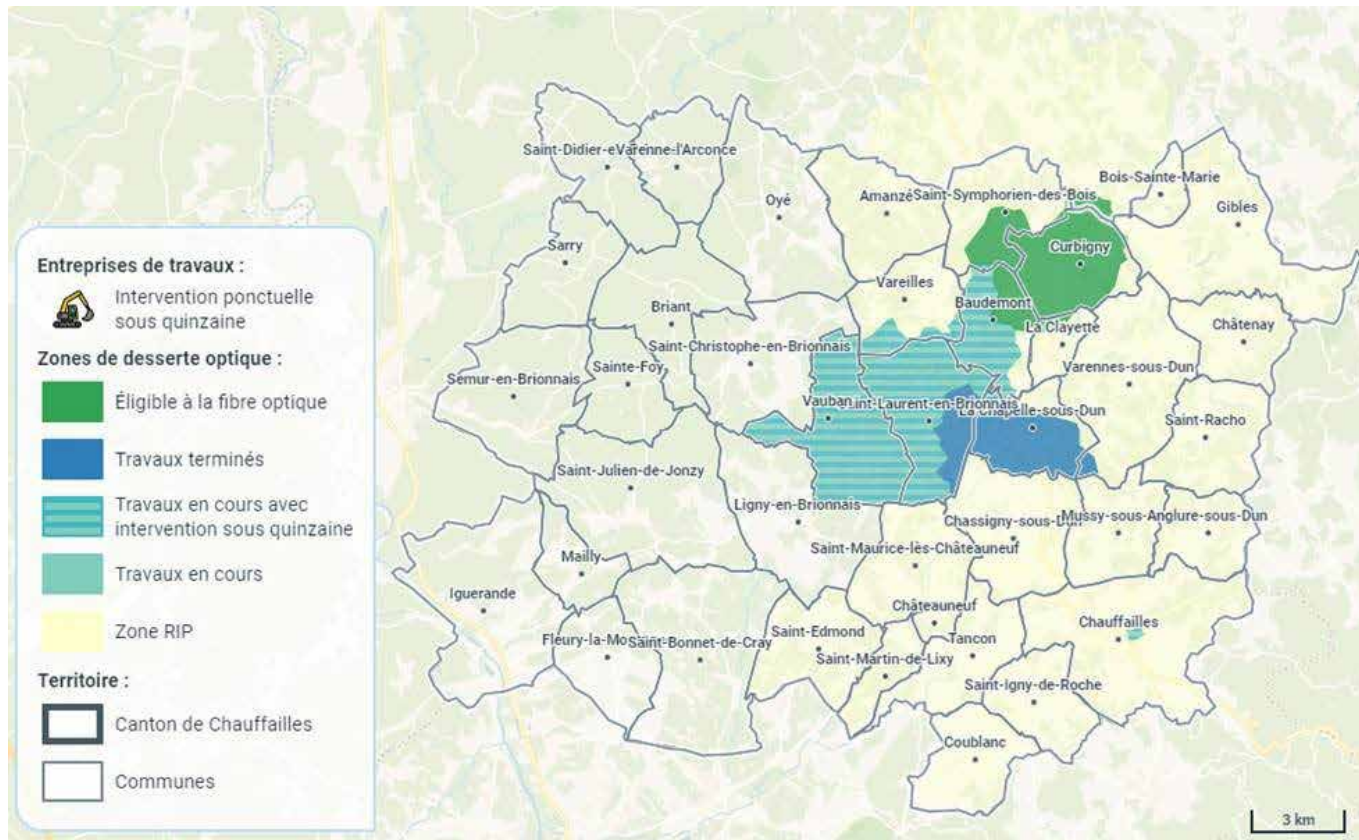 Entreprises de travaux :
Intervention ponctuelle
sous quinzaine
Zones de desserte optique :
Éligible à la fibre optique
Travaux terminés
Travaux en cours avec
intervention sous quinzaine
Travaux en cours
Zone RIP
Territoire :
Canton de Chauffailles
Communes
Saint-Didier-e
Varenne-l'Arconce
Oyé
Amanzé
Saint-Symphorien-des-Bois
Bois-Sainte-Marie
Gibles
Sarry
Curbigny
Vareilles
Briant
Baudemont
La Clayette
Châtenay
Saint-Christophe-en-Brionnais
Sainte-Foy
Varennes-sous-Dun
Semur-en-Brionnais
Vauban
int-Laurent-en-Brionnais
La Chapelle-sous-Dun
Saint-Racho
Saint-Julien-de-Jonzy
Ligny-en-Brionnais
Chassigny-sous-Dun
Mussy-sous-
Anglure-sous-Dun
Saint-Maurice-lès-Châteauneuf
Mailly
Iguerande
Châteauneuf
Chauffailles
Fleury-la-Mo
Saint-Bonnet-de-Cray
Saint-Edmond
Tancon
Saint-Martin-de-Lixy
Saint-Igny-de-Roche
Coublanc
3 km